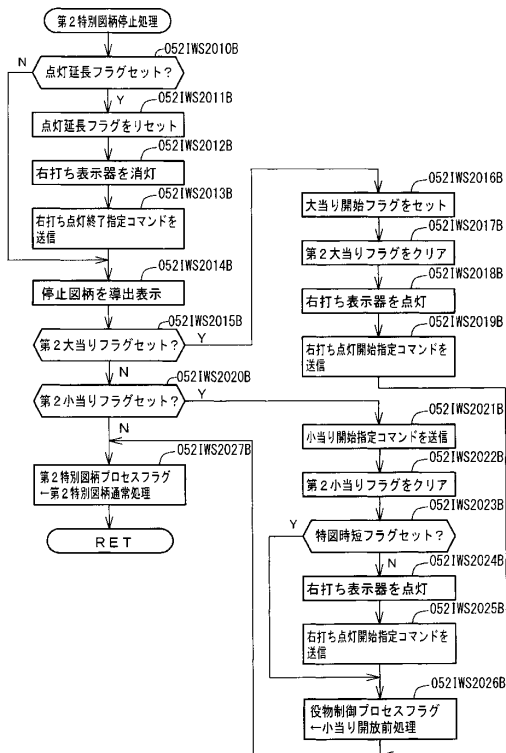 第2特別図柄停止処理
052IWS2010B
点灯延長フラグセット？
N
Y
052IWS2011B
点灯延長フラグをリセット
052IWS2012B
右打ち表示器を消灯
052IWS2013B
右打ち点灯終了指定コマンドを
送信
052IWS2014B
停止図柄を導出表示
052IWS2015B
第2大当りフラグセット？
Y
N
052IWS2020B
第2小当りフラグセット？
Y
N
052IWS2027B
第2特別図柄プロセスフラグ
←第2特別図柄通常処理
RET
052IWS2016B
大当り開始フラグをセット
052IWS2017B
第2大当りフラグをクリア
052IWS2018B
右打ち表示器を点灯
052IWS2019B
右打ち点灯開始指定コマンドを
送信
052IWS2021B
小当り開始指定コマンドを送信
052IWS2022B
第2小当りフラグをクリア
052IWS2023B
特図時短フラグセット？
Y
N
052IWS2024B
右打ち表示器を点灯
052IWS2025B
右打ち点灯開始指定コマンドを
送信
052IWS2026B
役物制御プロセスフラグ
←小当り開放前処理